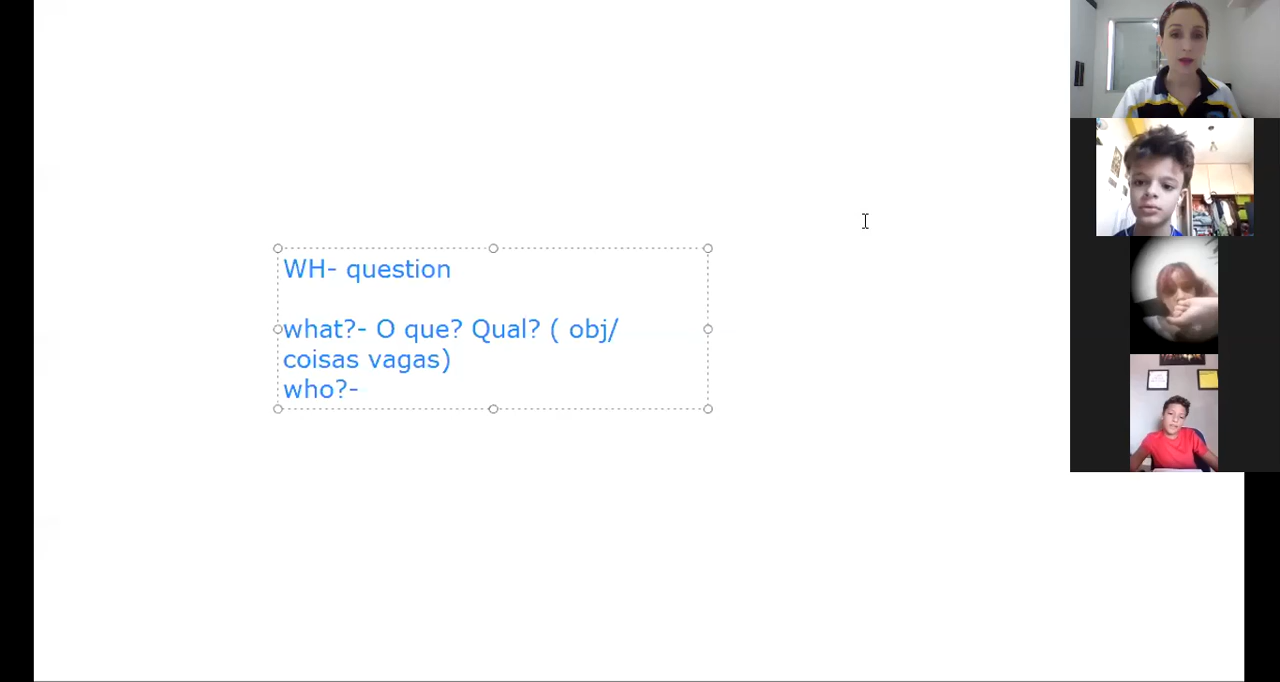 WH- question
what?- O que? Qual? ( obj/
coisas vagas)
who?-